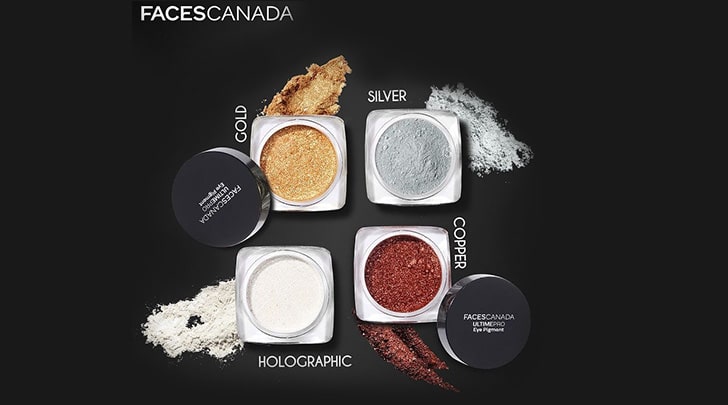 FACESCANADA
GOLD
SILVER
FACESCANADA
ULTIMEPRO
Eye Pigment
COPPER
FACESCANADA
ULTIMEPRO
Eye Pigment
HOLOGRAPHIC